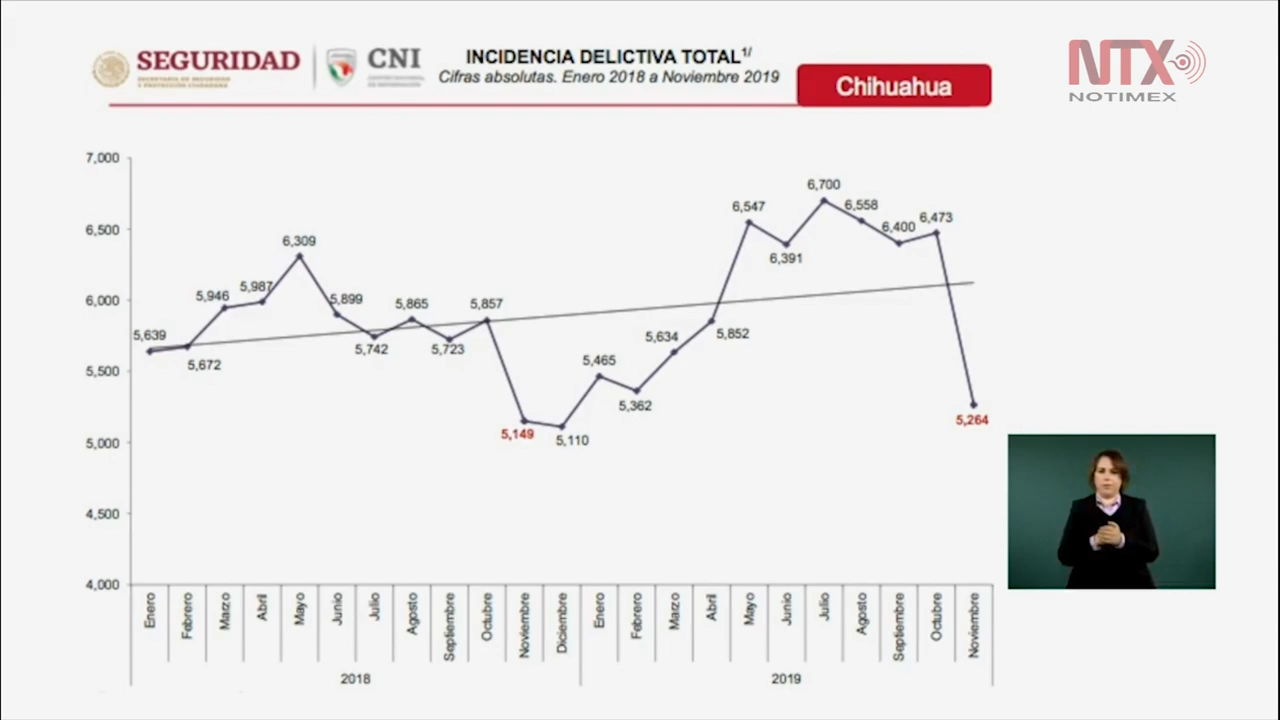 SEGURIDAD
SECRETARÍA DE SEGURIDAD
Y PROTECCIÓN CIUDADANA
CNI
INCIDENCIA DELICTIVA TOTAL1/
Cifras absolutas. Enero 2018 a Noviembre 2019
Chihuahua
NTX
NOTIMEX
7,000
6,500
6,000
5,500
5,000
4,500
4,000
5,639
5,672
5,946
5,987
6,309
5,899
5,742
5,865
5,723
5,857
5,149
5,110
5,465
5,362
5,634
5,852
6,547
6,391
6,700
6,558
6,400
6,473
5,264
Enero
Febrero
Marzo
Abril
Mayo
Junio
Julio
Agosto
Septiembre
Octubre
Noviembre
Diciembre
Enero
Febrero
Marzo
Abril
Mayo
Junio
Julio
Agosto
Septiembre
Octubre
Noviembre
2018
2019